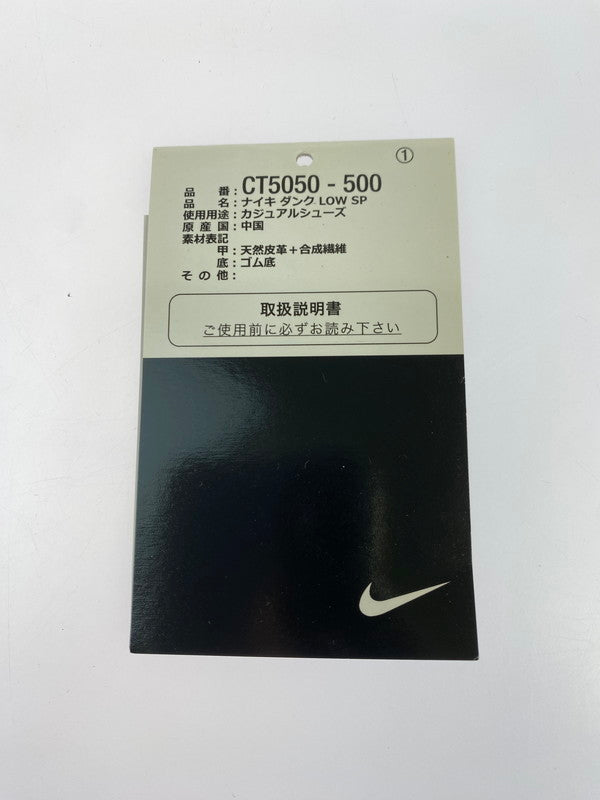 ①
品 番：CT5050 - 500
品 名：ナイキ ダンク LOW SP
使用用途：カジュアルシューズ
原 産 国：中国
素材表記
甲：天然皮革＋合成繊維
底：ゴム底
そ の 他：
取扱説明書
ご使用前に必ずお読み下さい